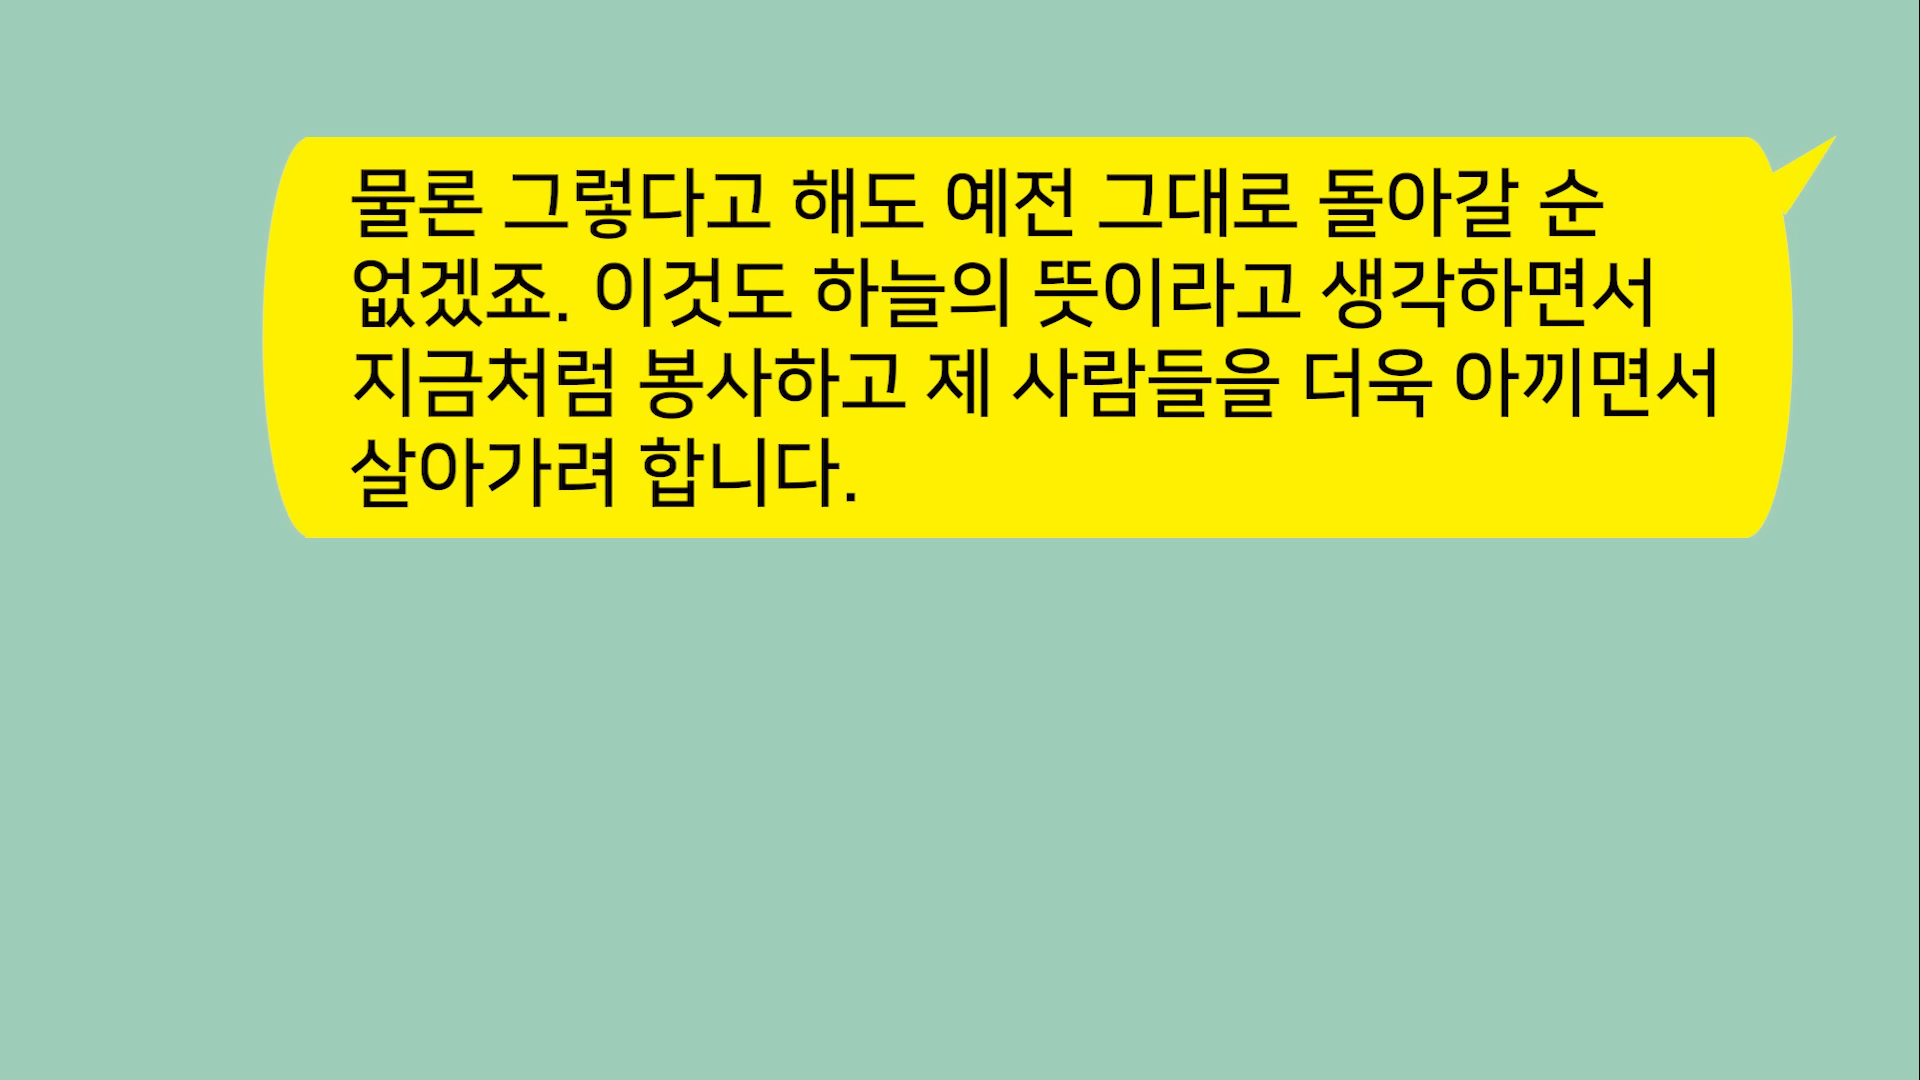 물론 그렇다고 해도 예전 그대로 돌아갈 순
없겠죠. 이것도 하늘의 뜻이라고 생각하면서
지금처럼 봉사하고 제 사람들을 더욱 아끼면서
살아가려 합니다.